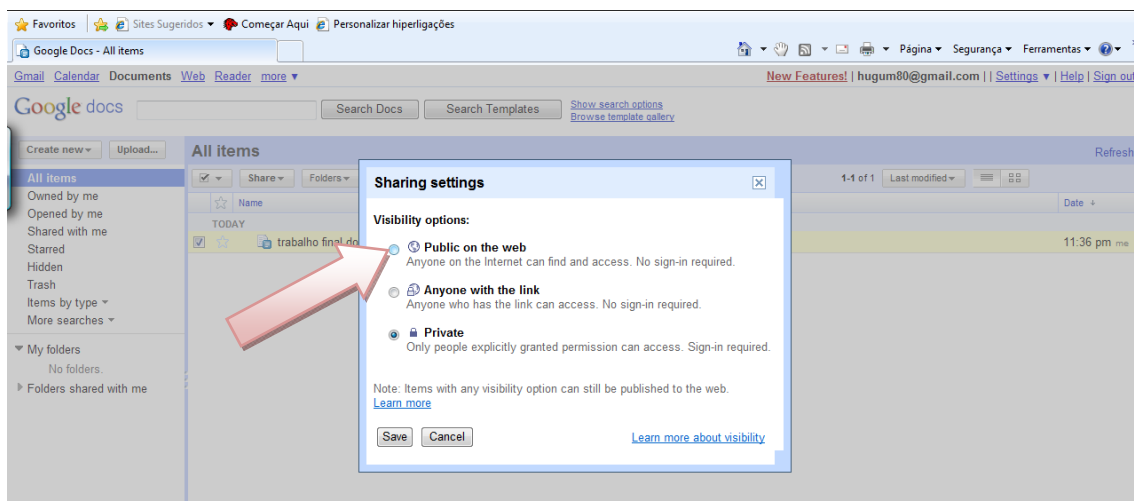 Favoritos Sites Sugeridos Começar Aqui Personalizar hiperligações
Google Docs - All items Página Segurança Ferramentas
Gmail Calendar Documents Web Reader more ▼ New Features! | hugum80@gmail.com | | Settings ▼ | Help | Sign out
Google docs Search Docs Search Templates Show search options
Browse template gallery
Create new Upload... All items Refresh
All items Share Folders Sharing settings 1-1 of 1 Last modified
Owned by me Name Date
Opened by me Visibility options:
Shared with me TODAY
Starred trabalho final.do Public on the web 11:36 pm me
Anyone on the Internet can find and access. No sign-in required.
Hidden
Trash
Anyone with the link
Items by type Anyone who has the link can access. No sign-in required.
More searches
Private
My folders Only people explicitly granted permission can access. Sign-in required.
No folders.
Folders shared with me Note: Items with any visibility option can still be published to the web.
Learn more
Save Cancel Learn more about visibility